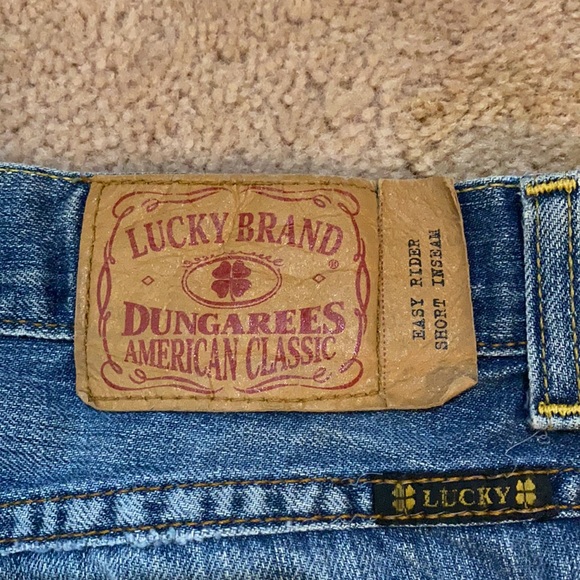 LUCKY BRAND
®
DUNGAREES
AMERICAN CLASSIC
EASY RIDER
SHORT INSEAM
LUCKY